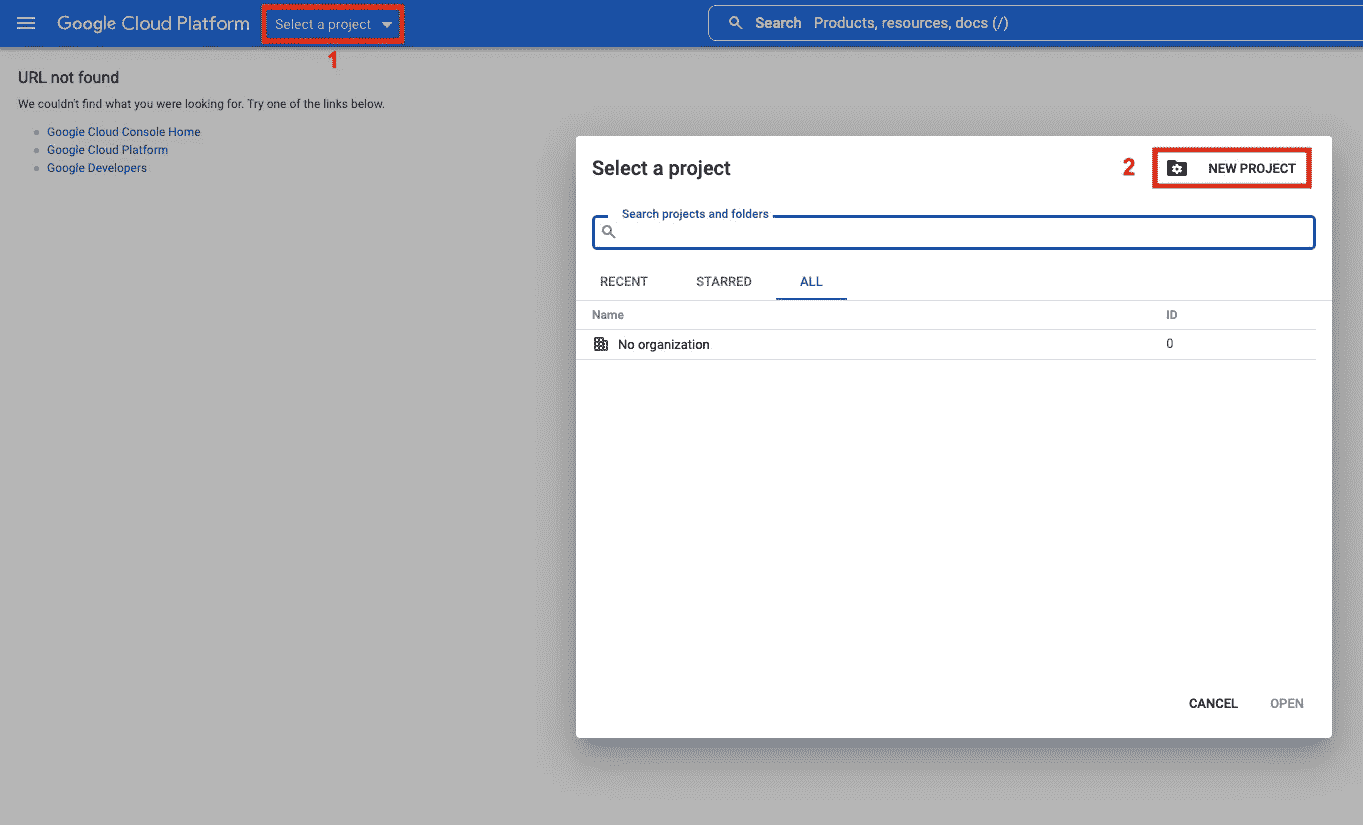 Google Cloud Platform Select a project Search Products, resources, docs (/)
1
URL not found
We couldn't find what you were looking for. Try one of the links below.
Google Cloud Console Home
Google Cloud Platform
Google Developers
Select a project 2 NEW PROJECT
Search projects and folders
RECENT STARRED ALL
Name ID
No organization 0
CANCEL OPEN